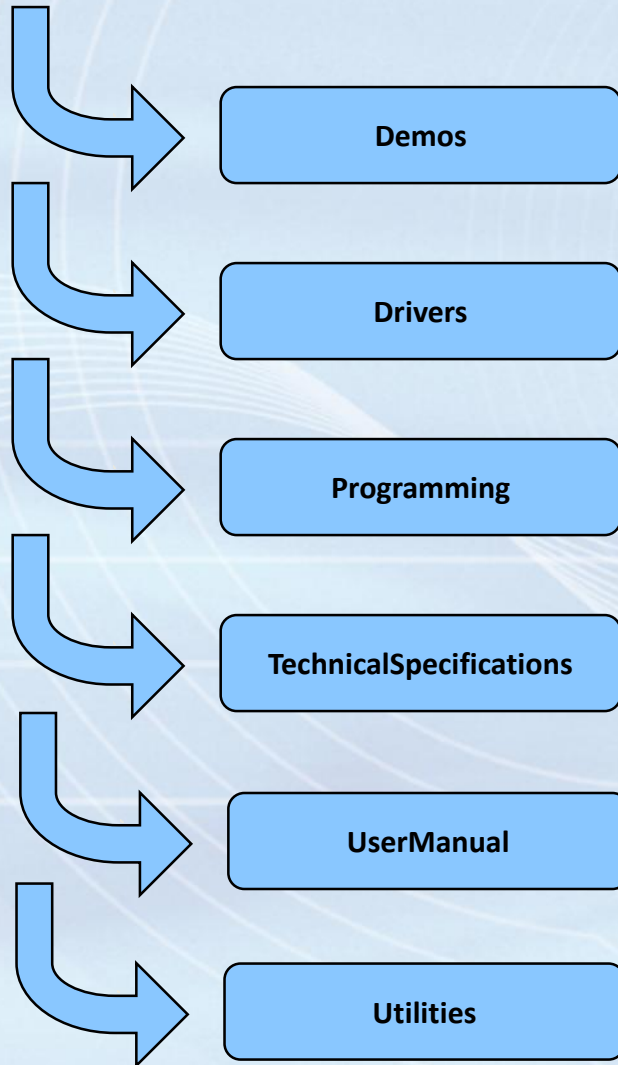 Demos
Drivers
Programming
TechnicalSpecifications
UserManual
Utilities